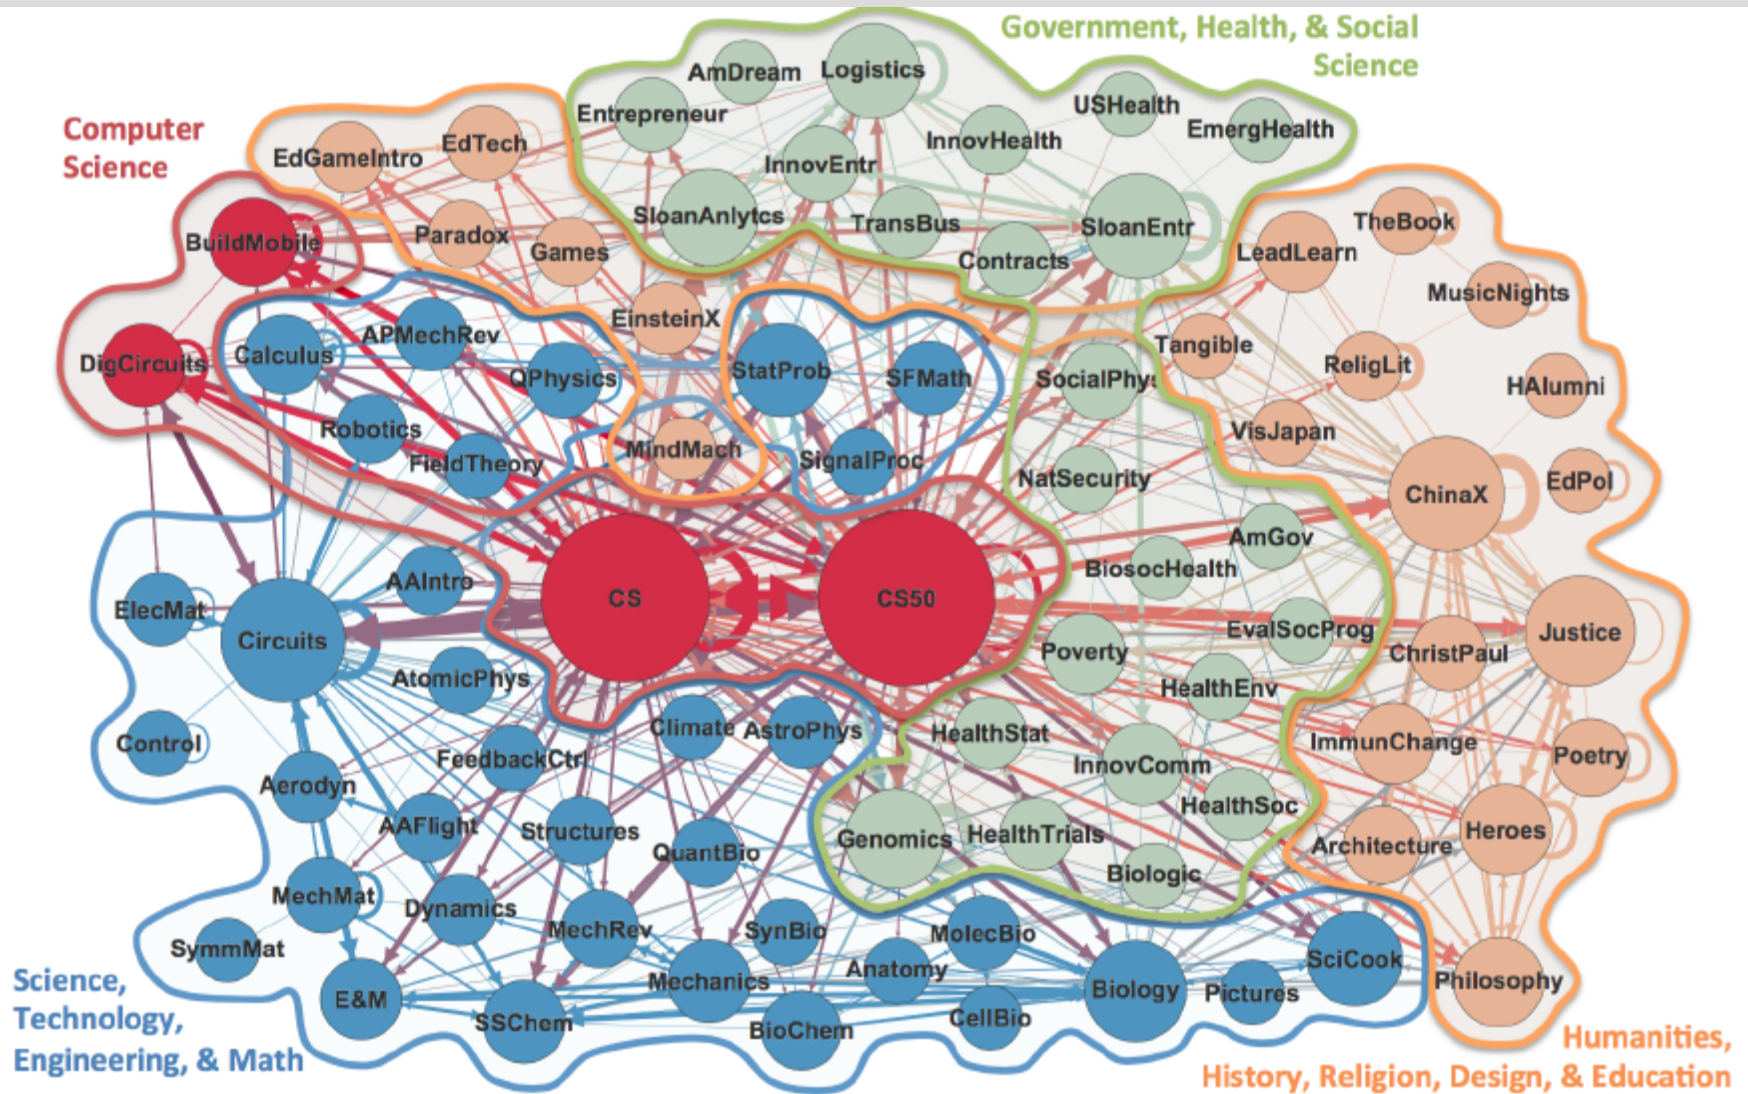 Government, Health, & Social
Science
Computer
Science
AmDream
Logistics
Entrepreneur
USHealth
EmergHealth
InnovHealth
EdGameIntro
EdTech
InnovEntr
SloanAnlytcs
TransBus
SloanEntr
Contracts
BuildMobile
Paradox
Games
LeadLearn
TheBook
MusicNights
EinsteinX
APMechRev
Calculus
DigCircuits
QPhysics
StatProb
SFMath
SocialPhys
Tangible
ReligLit
HAlumni
Robotics
FieldTheory
MindMach
SignalProc
VisJapan
NatSecurity
ChinaX
EdPol
AmGov
BiosocHealth
AAIntro
CS
CS50
ElecMat
Circuits
EvalSocProg
Justice
Poverty
ChristPaul
AtomicPhys
HealthEnv
Control
Climate
AstroPhys
HealthStat
ImmunChange
Poetry
FeedbackCtrl
InnovComm
Aerodyn
HealthSoc
AAFlight
Structures
QuantBio
Genomics
HealthTrials
Heroes
Architecture
Biologic
MechMat
Dynamics
MechRev
SynBio
MolecBio
SymmMat
SciCook
Mechanics
Anatomy
Philosophy
E&M
Biology
Pictures
SSChem
BioChem
CellBio
Science,
Technology,
Engineering, & Math
Humanities,
History, Religion, Design, & Education